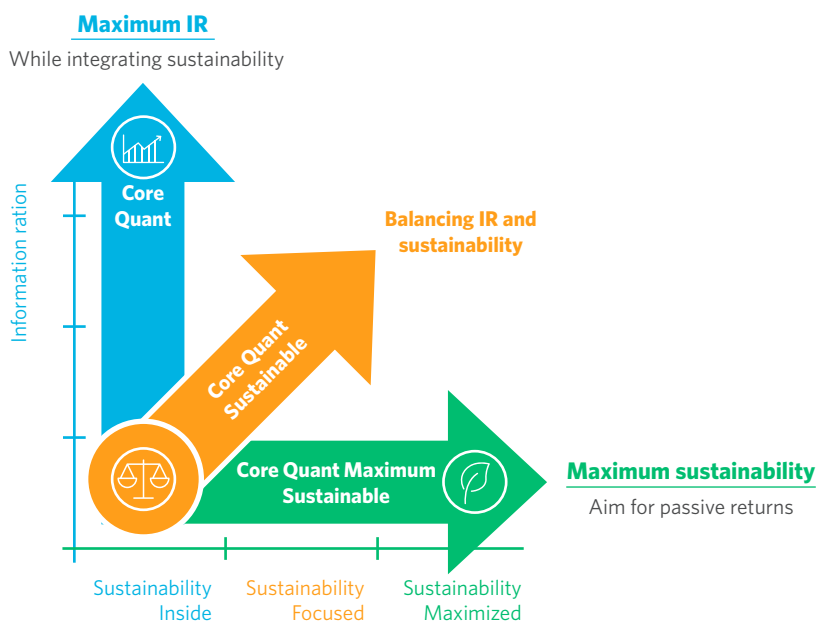 Maximum IR
While integrating sustainability
Core
Quant
Information ration
Balancing IR and
sustainability
Core Quant
Sustainable
Core Quant Maximum
Sustainable
Maximum sustainability
Aim for passive returns
Sustainability
Inside
Sustainability
Focused
Sustainability
Maximized